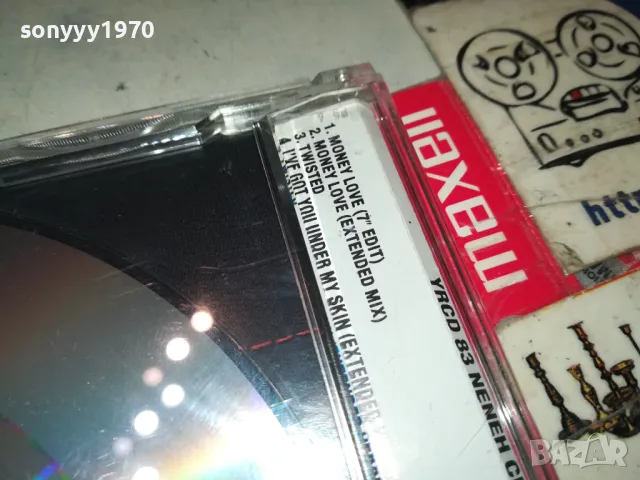 sonyyy1970
1. MONEY LOVE (7" EDIT)
2. MONEY LOVE (EXTENDED MIX)
3. TWISTED
4. I'VE GOT YOU UNDER MY SKIN (EXTENDED
YRCD 83 NENEH
maxell
htt
BAZAR